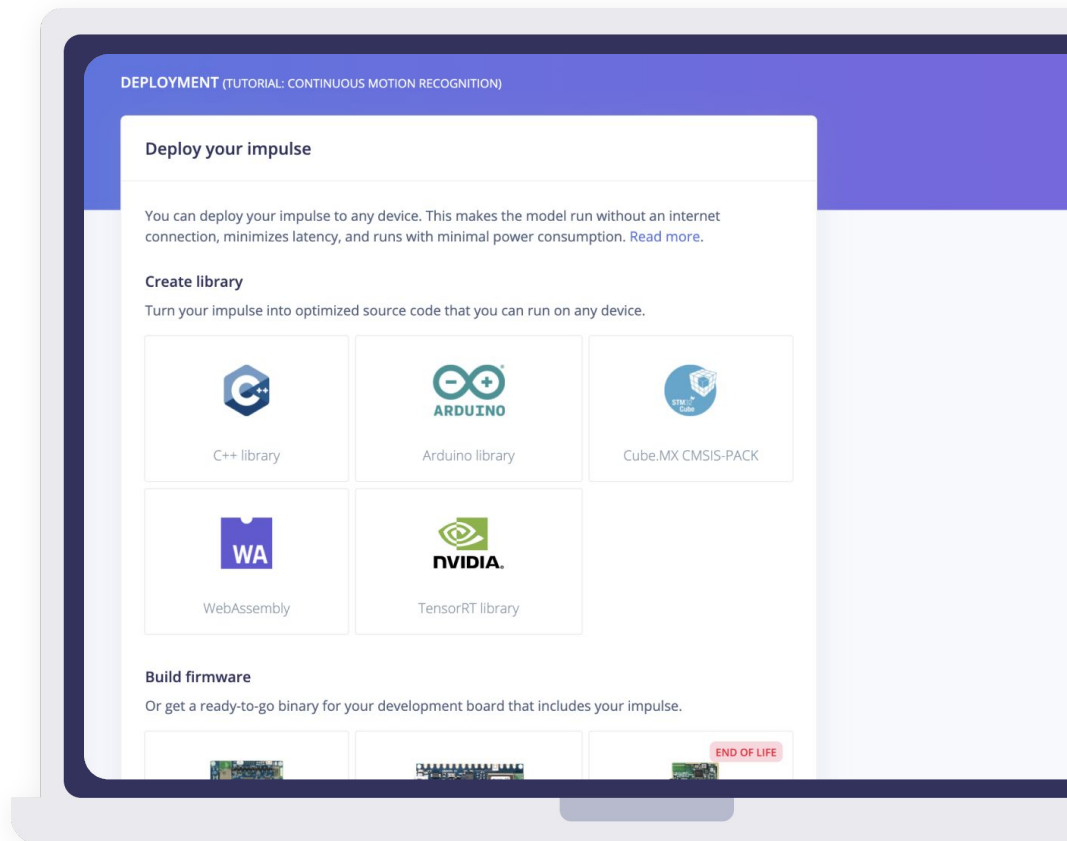 DEPLOYMENT (TUTORIAL: CONTINUOUS MOTION RECOGNITION)
Deploy your impulse
You can deploy your impulse to any device. This makes the model run without an internet
connection, minimizes latency, and runs with minimal power consumption. Read more.
Create library
Turn your impulse into optimized source code that you can run on any device.
C++
ARDUINO
STM32
Cube
C++ library
Arduino library
Cube.MX CMSIS-PACK
WA
NVIDIA.
WebAssembly
TensorRT library
Build firmware
Or get a ready-to-go binary for your development board that includes your impulse.
END OF LIFE